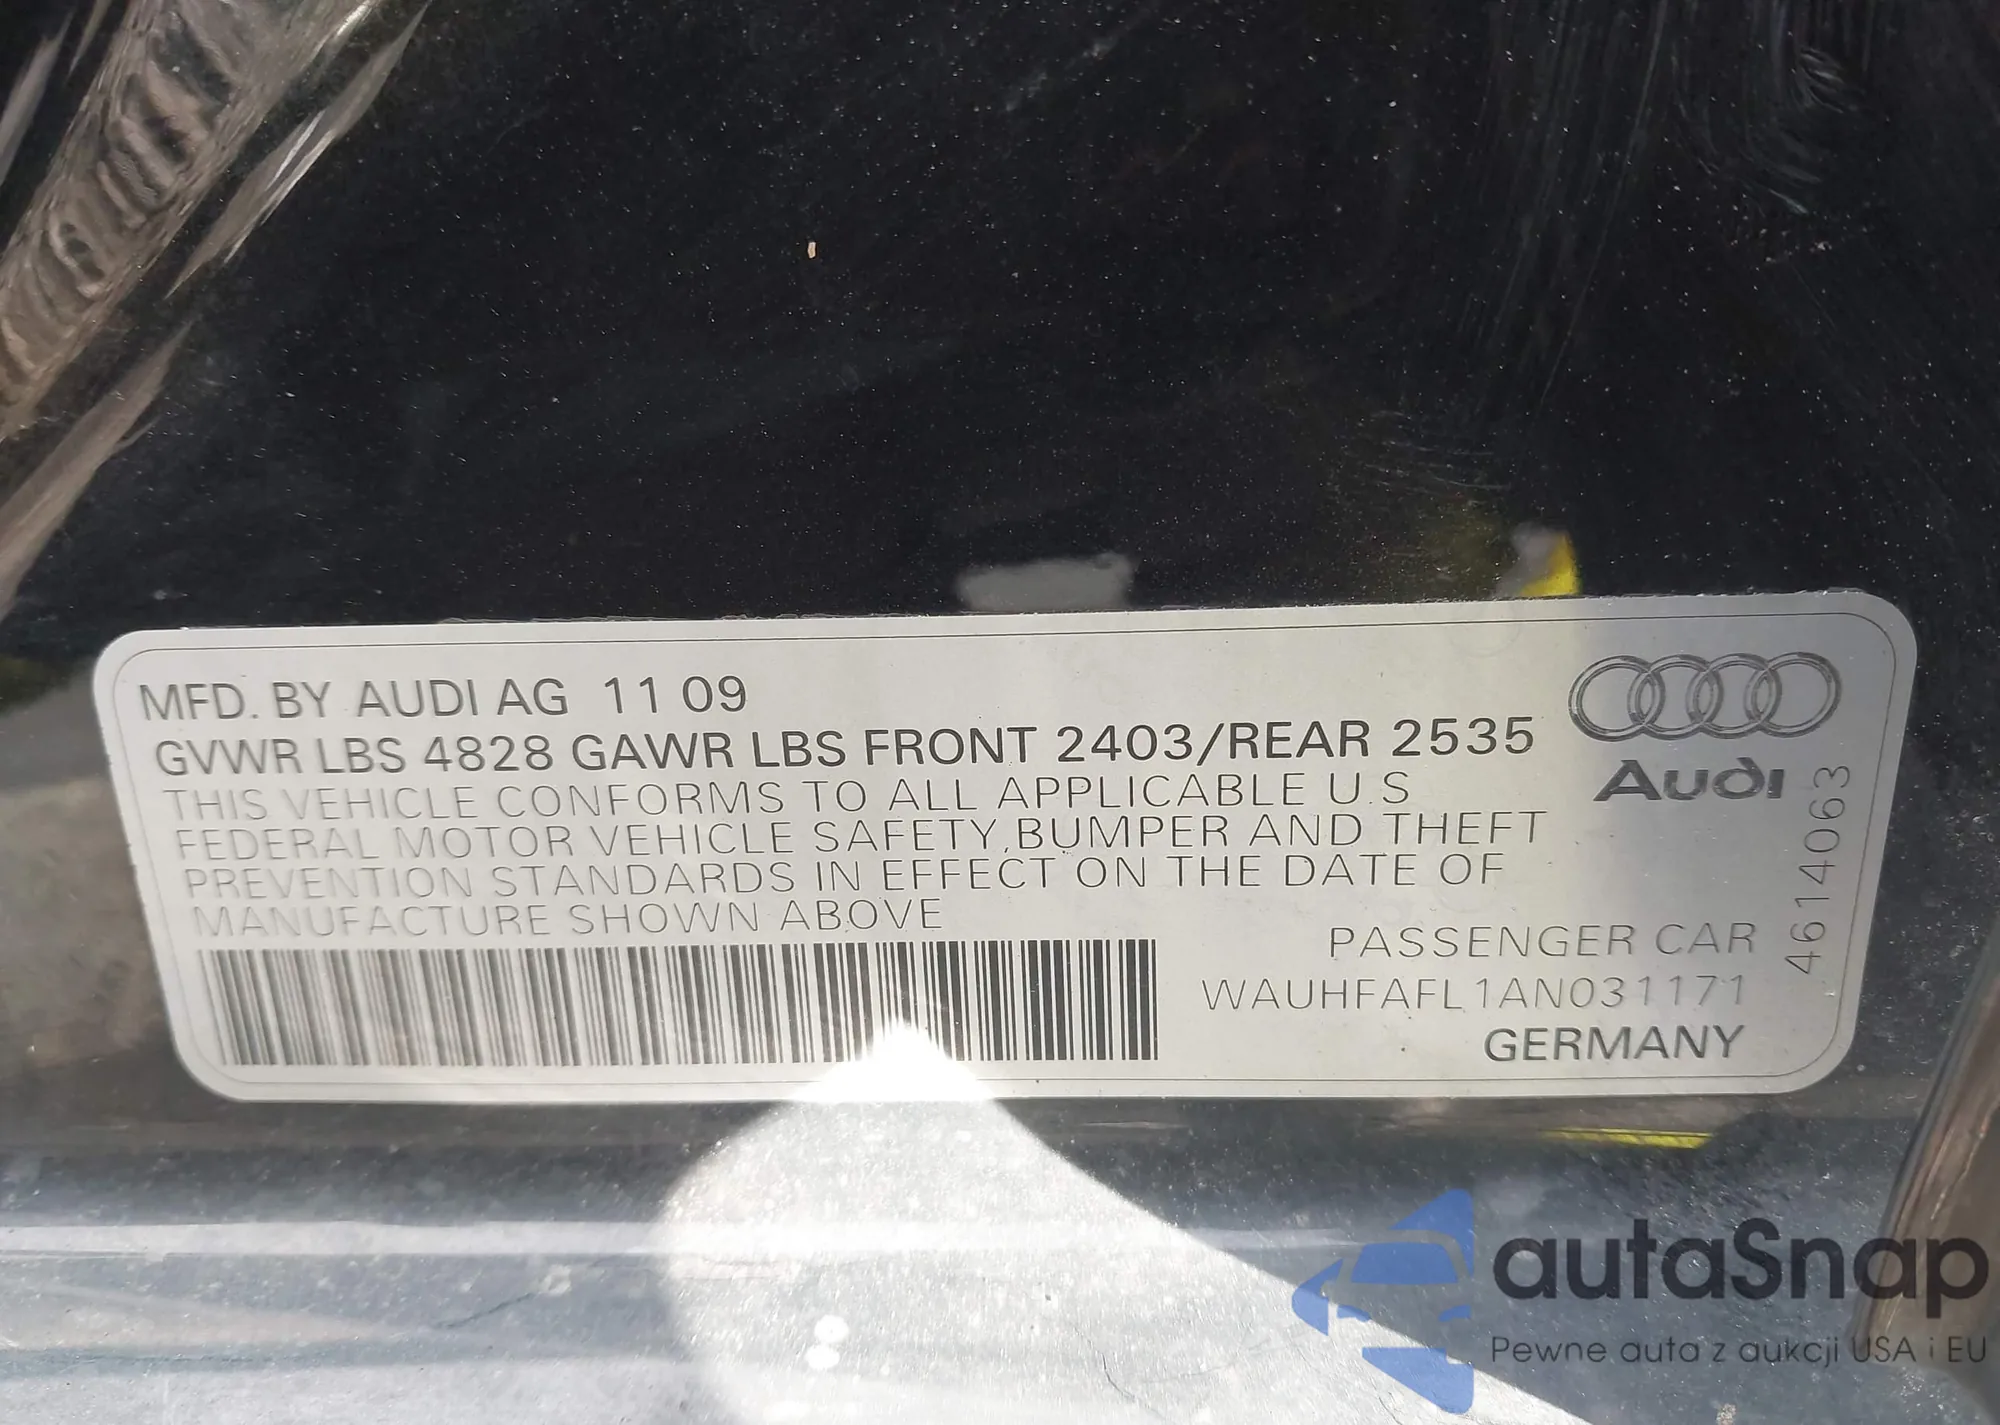 MFD. BY AUDI AG 11 09
GVWR LBS 4828 GAWR LBS FRONT 2403/REAR 2535
THIS VEHICLE CONFORMS TO ALL APPLICABLE U.S
FEDERAL MOTOR VEHICLE SAFETY,BUMPER AND THEFT
PREVENTION STANDARDS IN EFFECT ON THE DATE OF
MANUFACTURE SHOWN ABOVE
PASSENGER CAR
WAUHFAFL1AN031171
GERMANY
Audi
4614063
autaSnap
Pewne auta z aukcji USA i EU